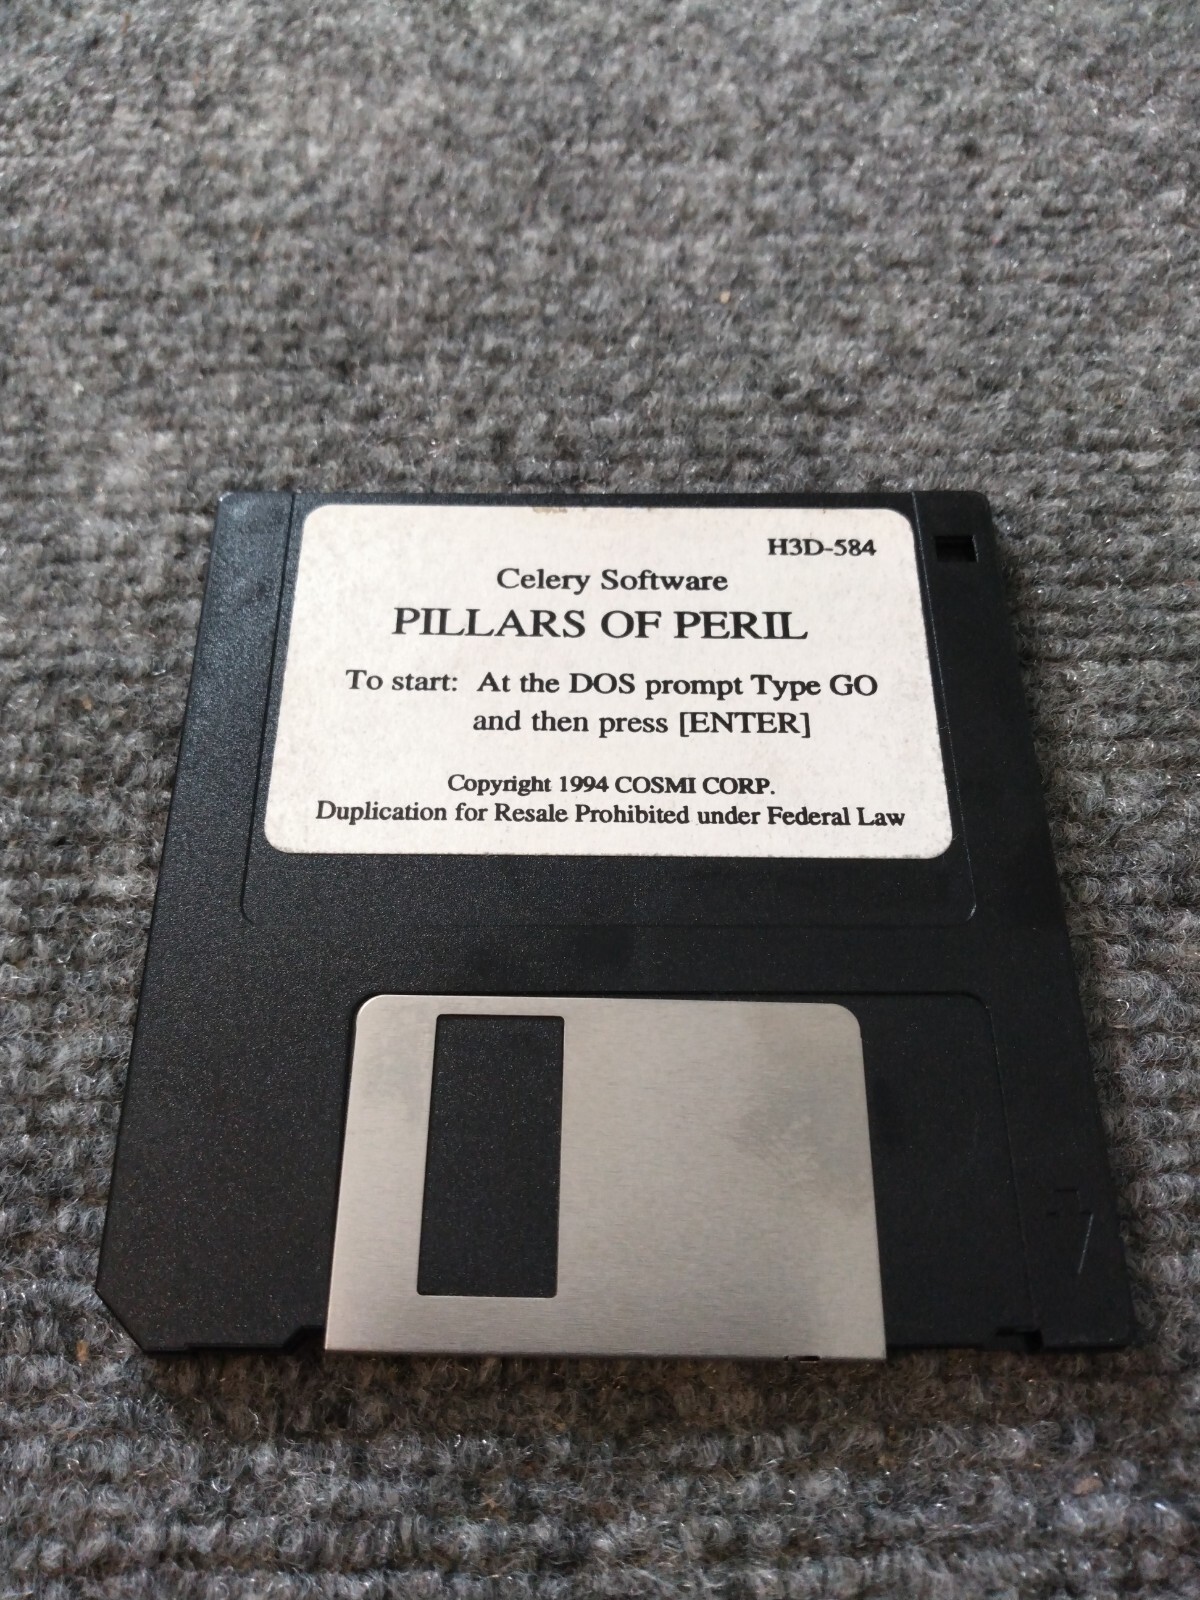 H3D-584
Celery Software
PILLARS OF PERIL
To start: At the DOS prompt Type GO
and then press [ENTER]
Copyright 1994 COSMI CORP.
Duplication for Resale Prohibited under Federal Law